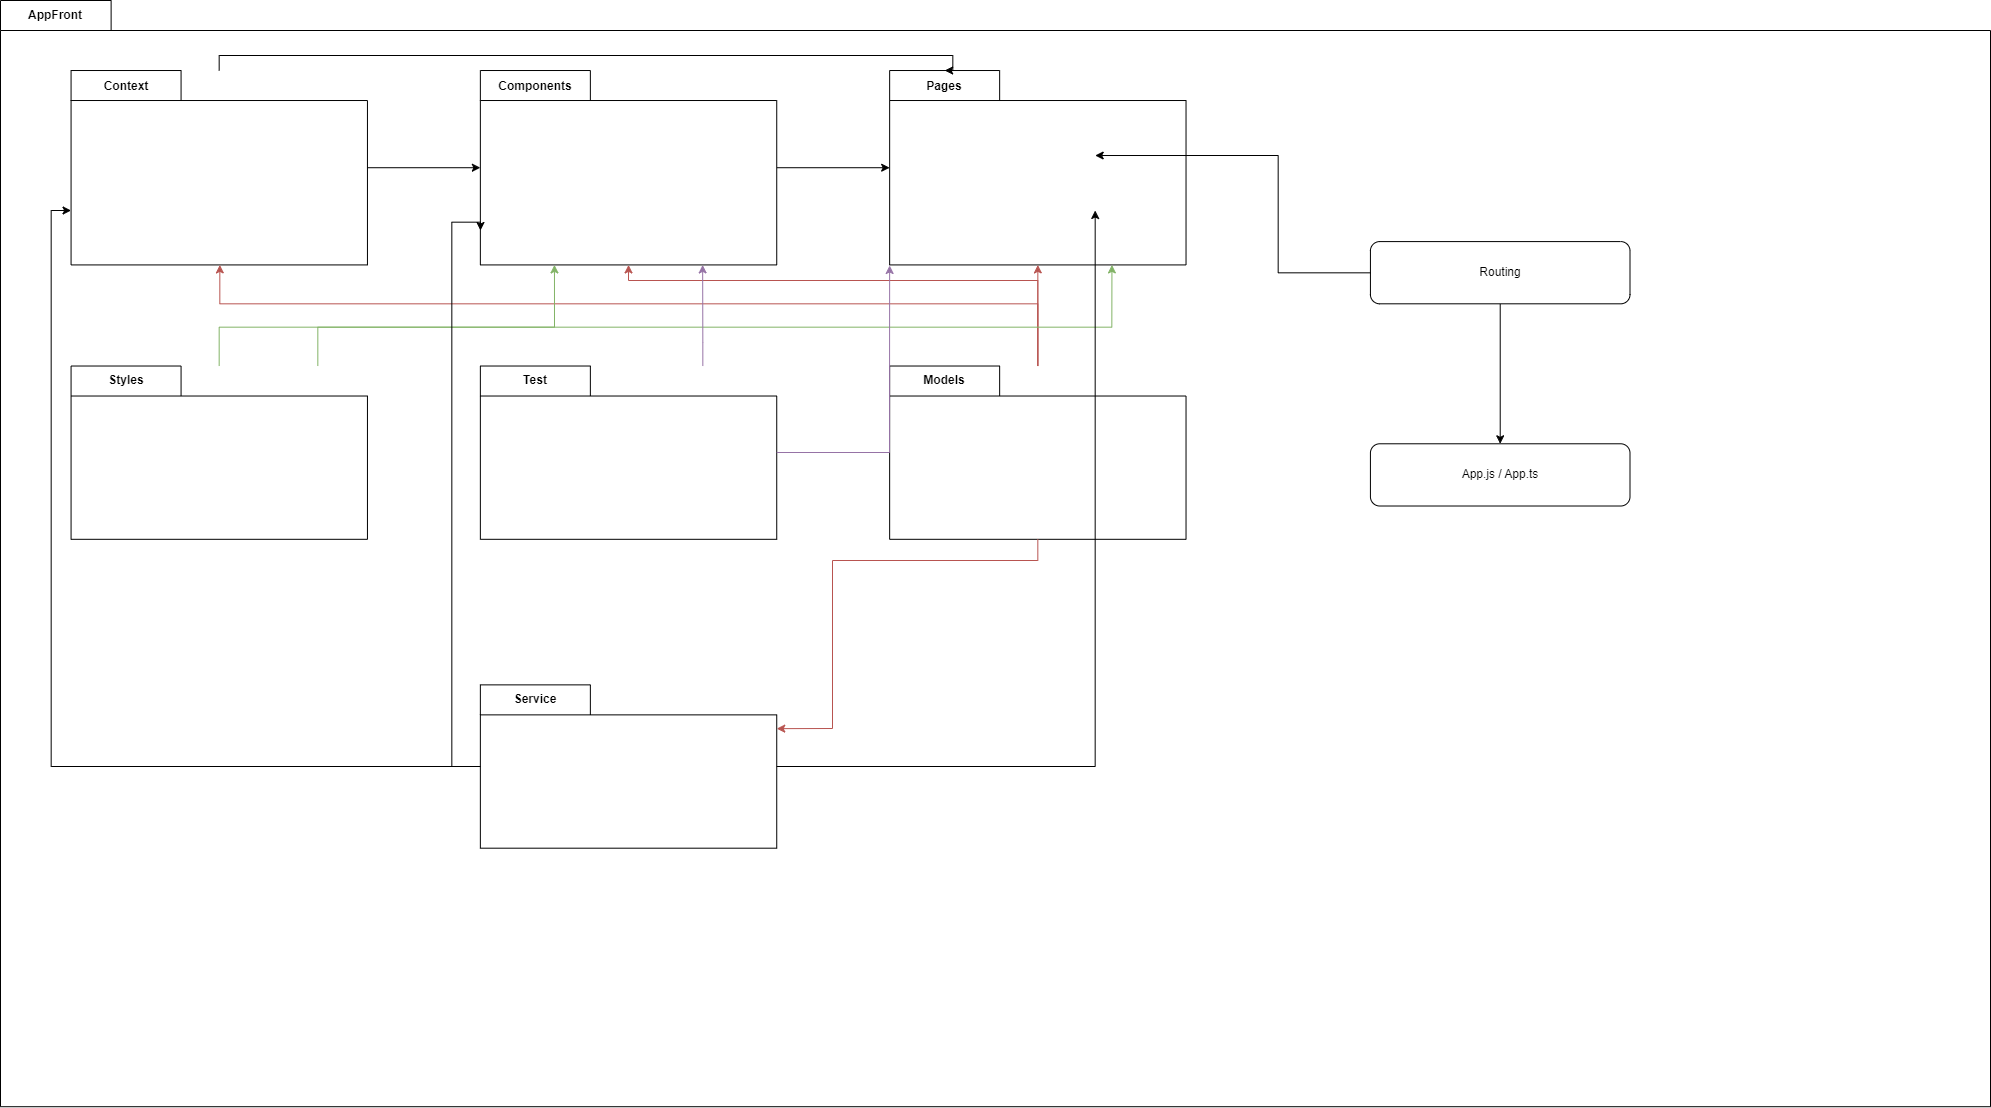 AppFront
Context
Components
Pages
Routing
Styles
Test
Models
App.js / App.ts
Service